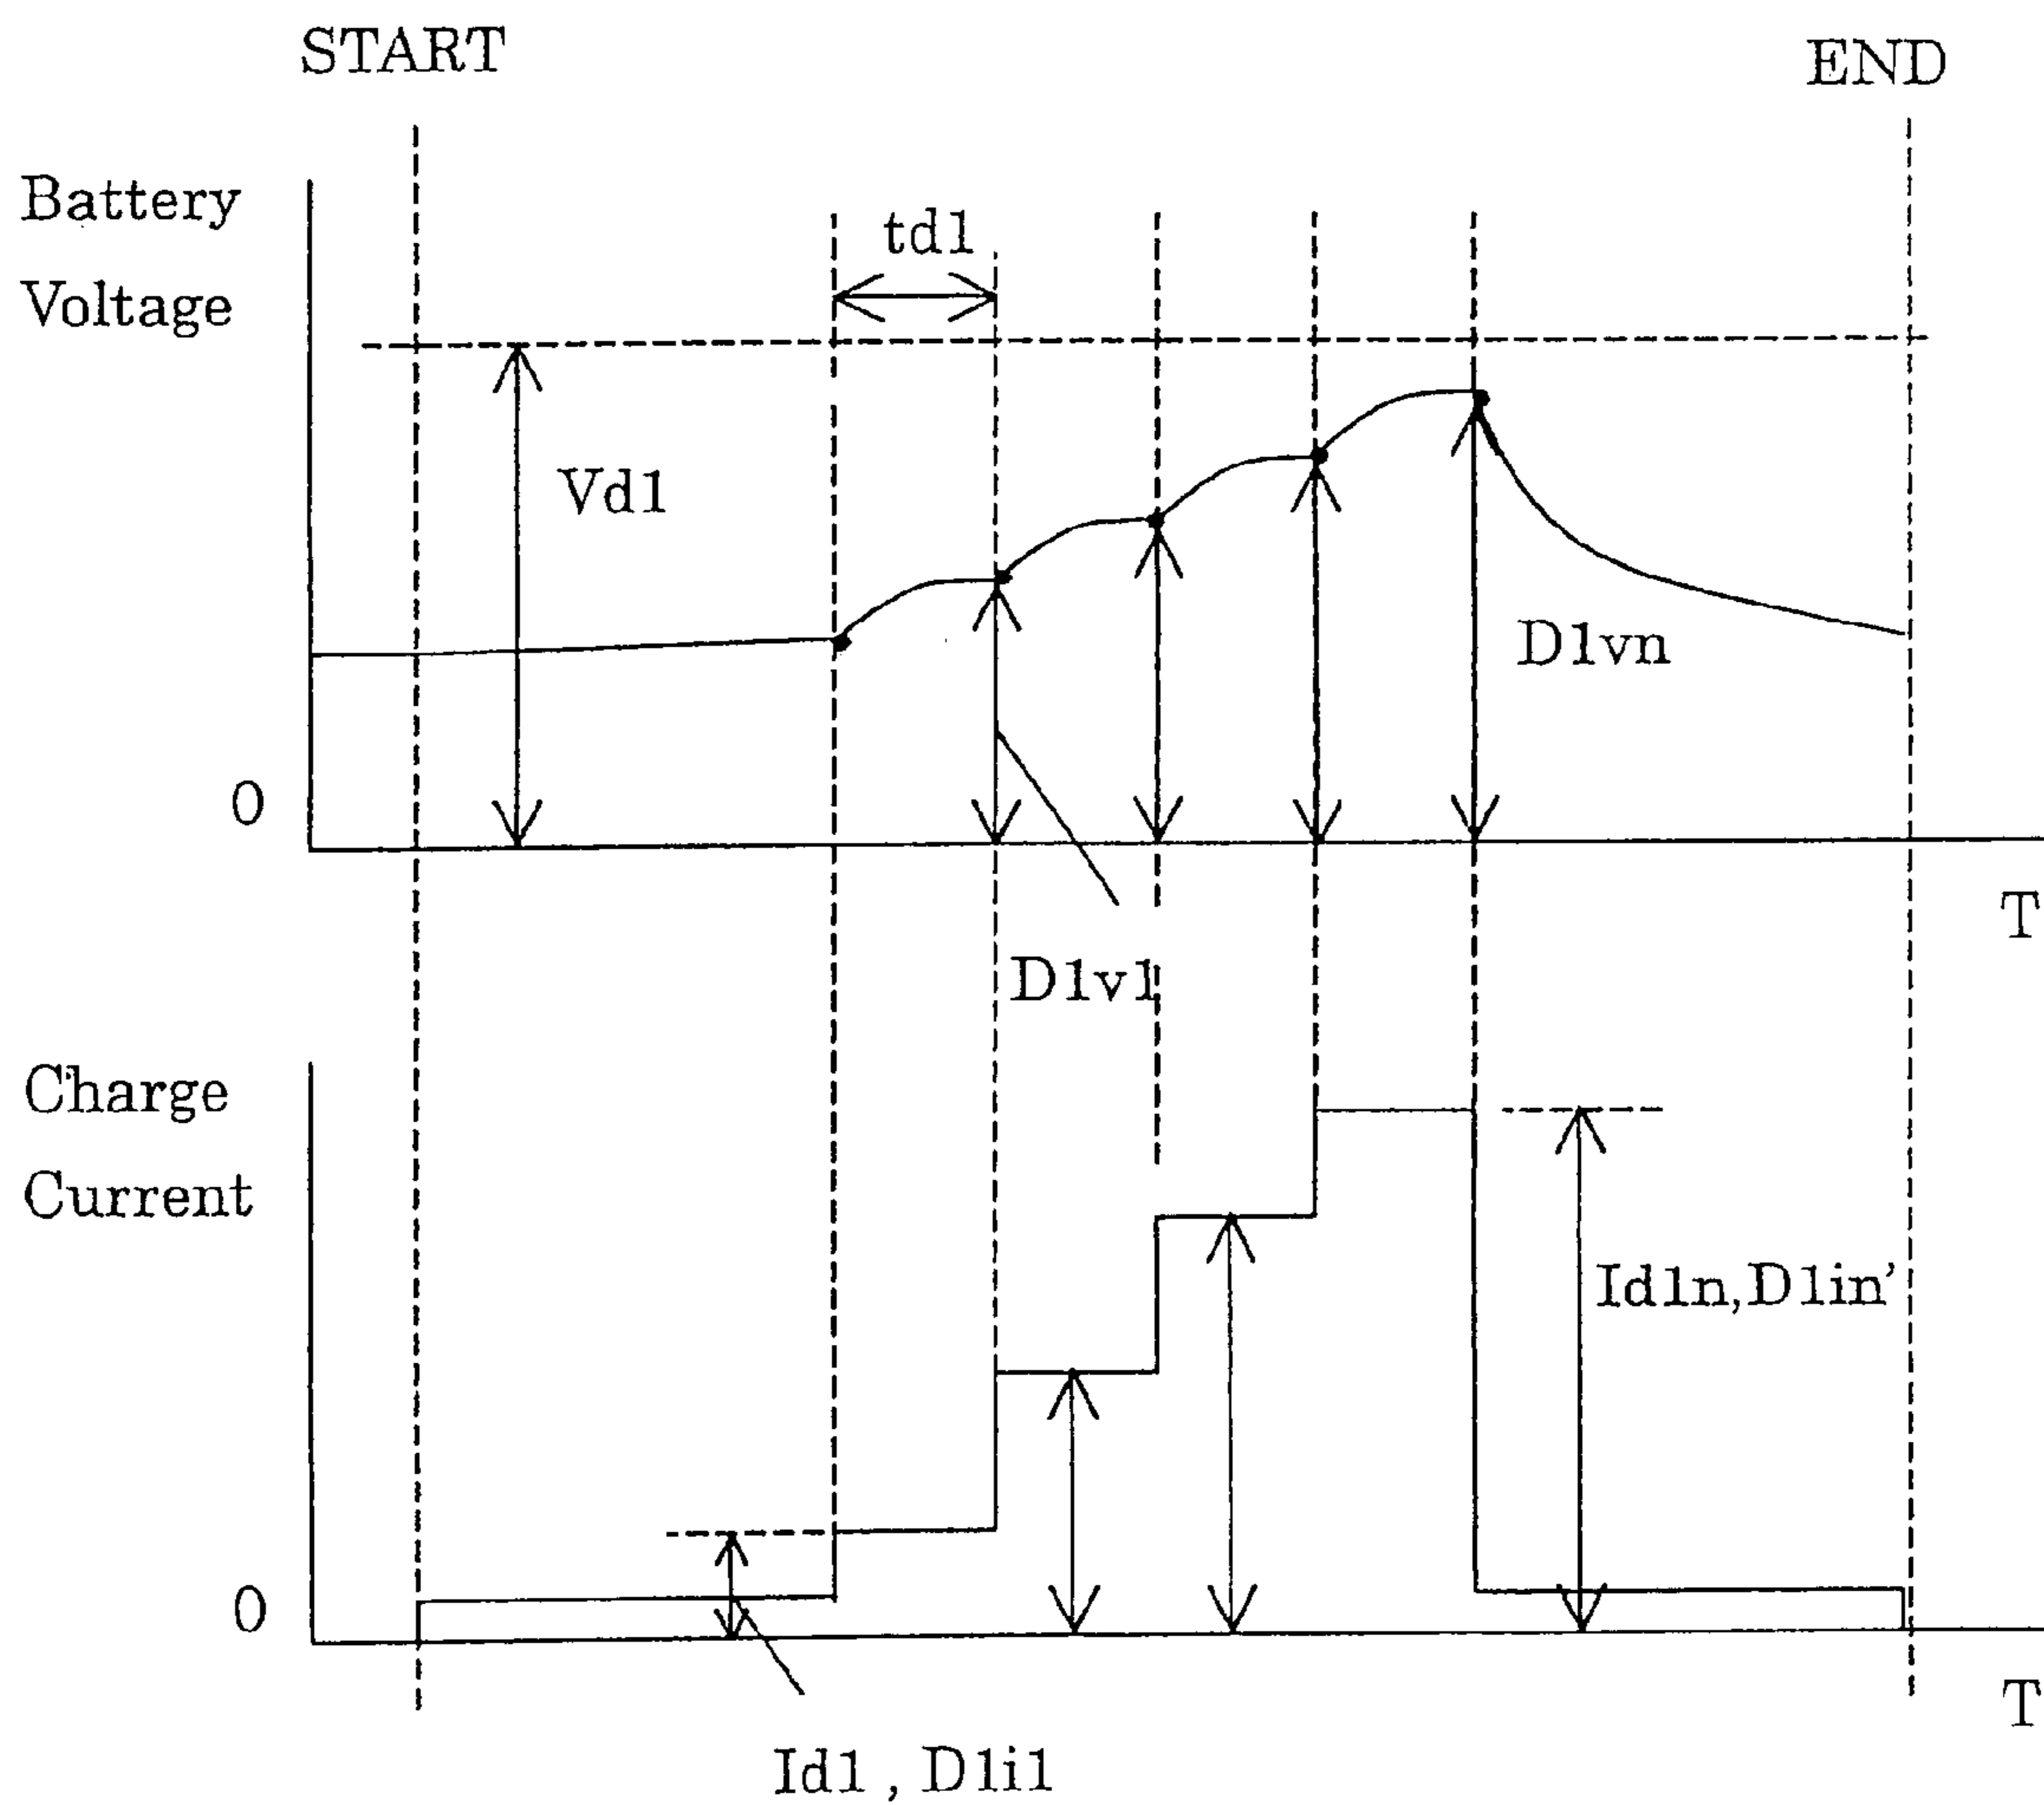 START
END
Battery
Voltage
td1
Vd1
D1vn
0
T
D1v1
Charge
Current
Id1n,D1in'
0
T
Id1 , D1i1